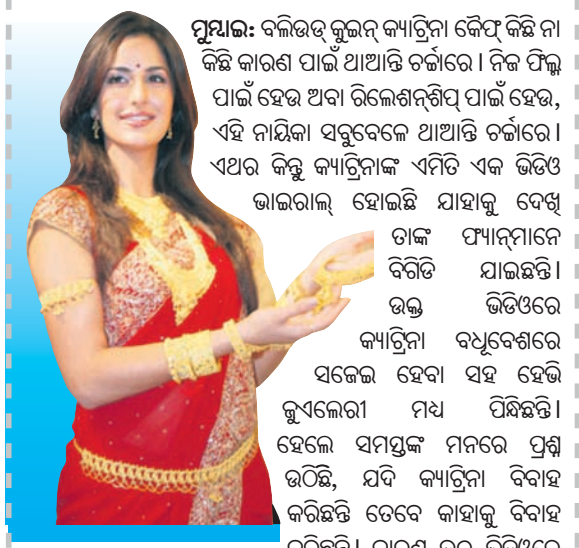 ମୁମ୍ବାଇ: ବଲିଉଡ୍ କୁଇନ୍ କ୍ୟାଟ୍ରିନା କୈଫ୍ କିଛି ନା
କିଛି କାରଣ ପାଇଁ ଥାଆନ୍ତି ଚର୍ଚ୍ଚାରେ । ନିଜ ଫିଲ୍ମ
ପାଇଁ ହେଉ ଅବା ରିଲେଶନ୍‌ଶିପ୍ ପାଇଁ ହେଉ,
ଏହି ନାୟିକା ସବୁବେଳେ ଥାଆନ୍ତି ଚର୍ଚ୍ଚାରେ ।
ଏଥର କିନ୍ତୁ କ୍ୟାଟ୍ରିନାଙ୍କ ଏମିତି ଏକ ଭିଡିଓ
ଭାଇରାଲ୍ ହୋଇଛି ଯାହାକୁ ଦେଖି
ତାଙ୍କ ଫ୍ୟାନ୍‌ମାନେ
ବିଗିଡି ଯାଇଛନ୍ତି ।
ଉକ୍ତ ଭିଡିଓରେ
କ୍ୟାଟ୍ରିନା ବଧୂବେଶରେ
ସଜେଇ ହେବା ସହ ହେଭି
ଜୁଏଲେରୀ ମଧ୍ୟ ପିନ୍ଧିଛନ୍ତି ।
ହେଲେ ସମସ୍ତଙ୍କ ମନରେ ପ୍ରଶ୍ନ
ଉଠିଛି, ଯଦି କ୍ୟାଟ୍ରିନା ବିବାହ
କରିଛନ୍ତି ତେବେ କାହାକୁ ବିବାହ